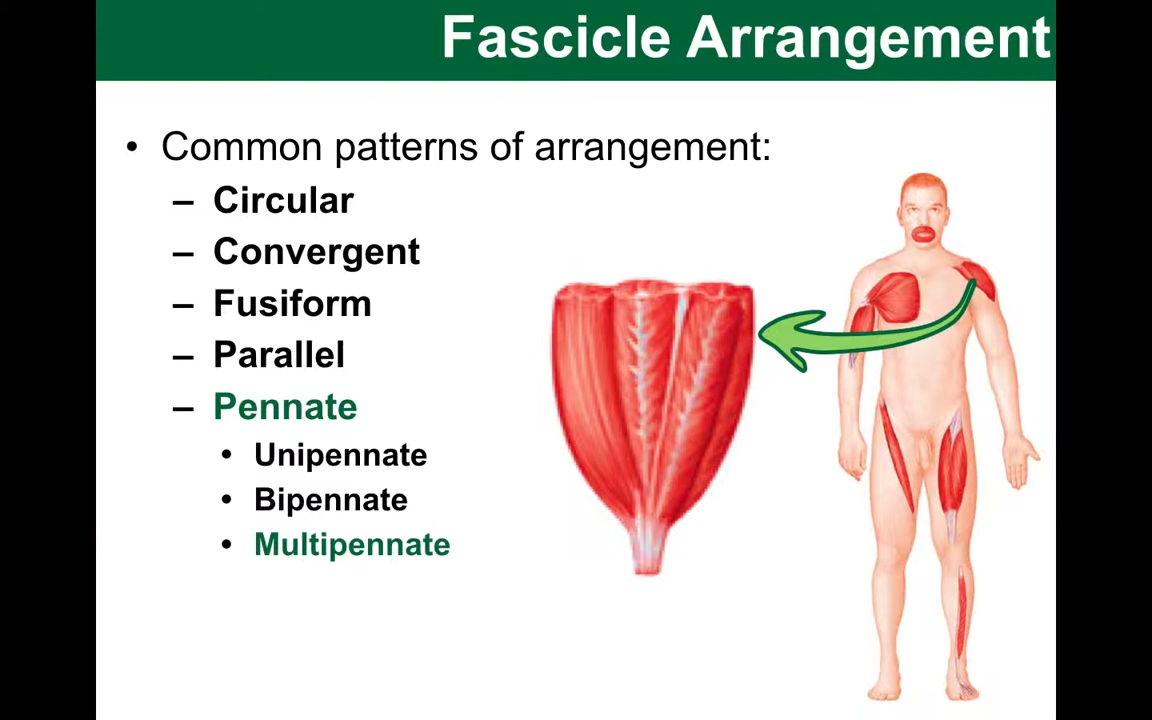 Fascicle Arrangement
• Common patterns of arrangement:
– Circular
– Convergent
– Fusiform
– Parallel
– Pennate
• Unipennate
• Bipennate
• Multipennate